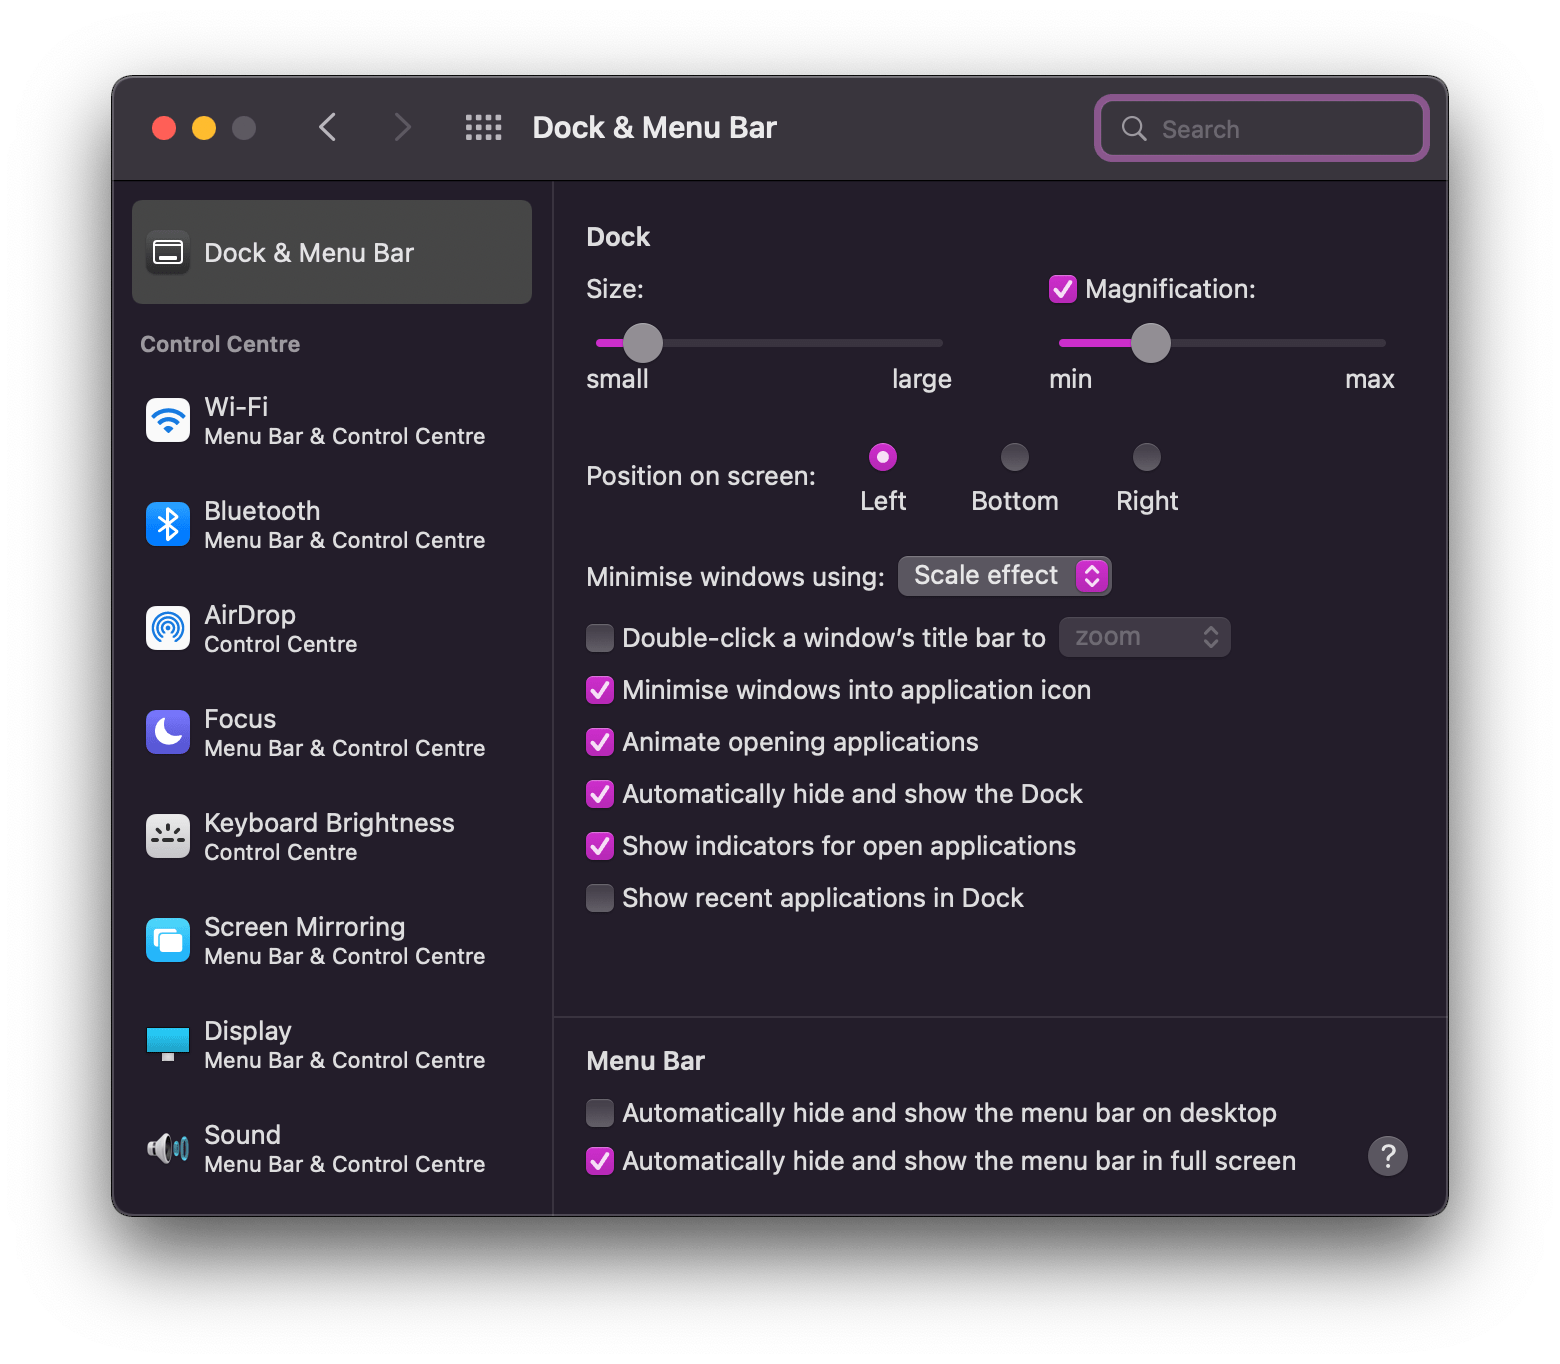 Dock & Menu Bar
Search
Dock & Menu Bar
Control Centre
Wi-Fi
Menu Bar & Control Centre
Bluetooth
Menu Bar & Control Centre
AirDrop
Control Centre
Focus
Menu Bar & Control Centre
Keyboard Brightness
Control Centre
Screen Mirroring
Menu Bar & Control Centre
Display
Menu Bar & Control Centre
Sound
Menu Bar & Control Centre
Dock
Size:
small large
Magnification:
min max
Position on screen:
Left Bottom Right
Minimise windows using: Scale effect
Double-click a window’s title bar to zoom
Minimise windows into application icon
Animate opening applications
Automatically hide and show the Dock
Show indicators for open applications
Show recent applications in Dock
Menu Bar
Automatically hide and show the menu bar on desktop
Automatically hide and show the menu bar in full screen
?